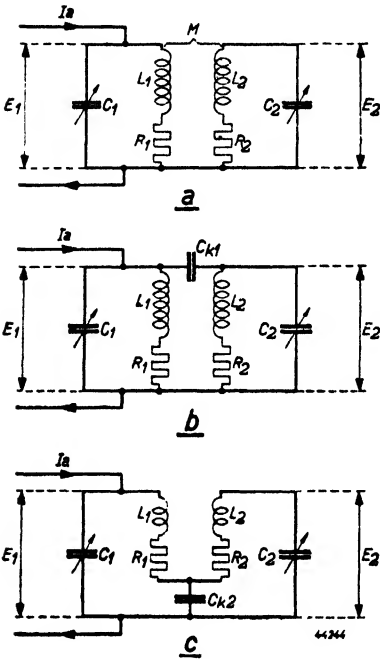 Ia M
E1 C1 L1 L2 C2 E2
R1 R2
a
Ia Ck1
E1 C1 L1 L2 C2 E2
R1 R2
b
Ia
E1 C1 L1 L2 C2 E2
R1 R2
Ck2
44244
c